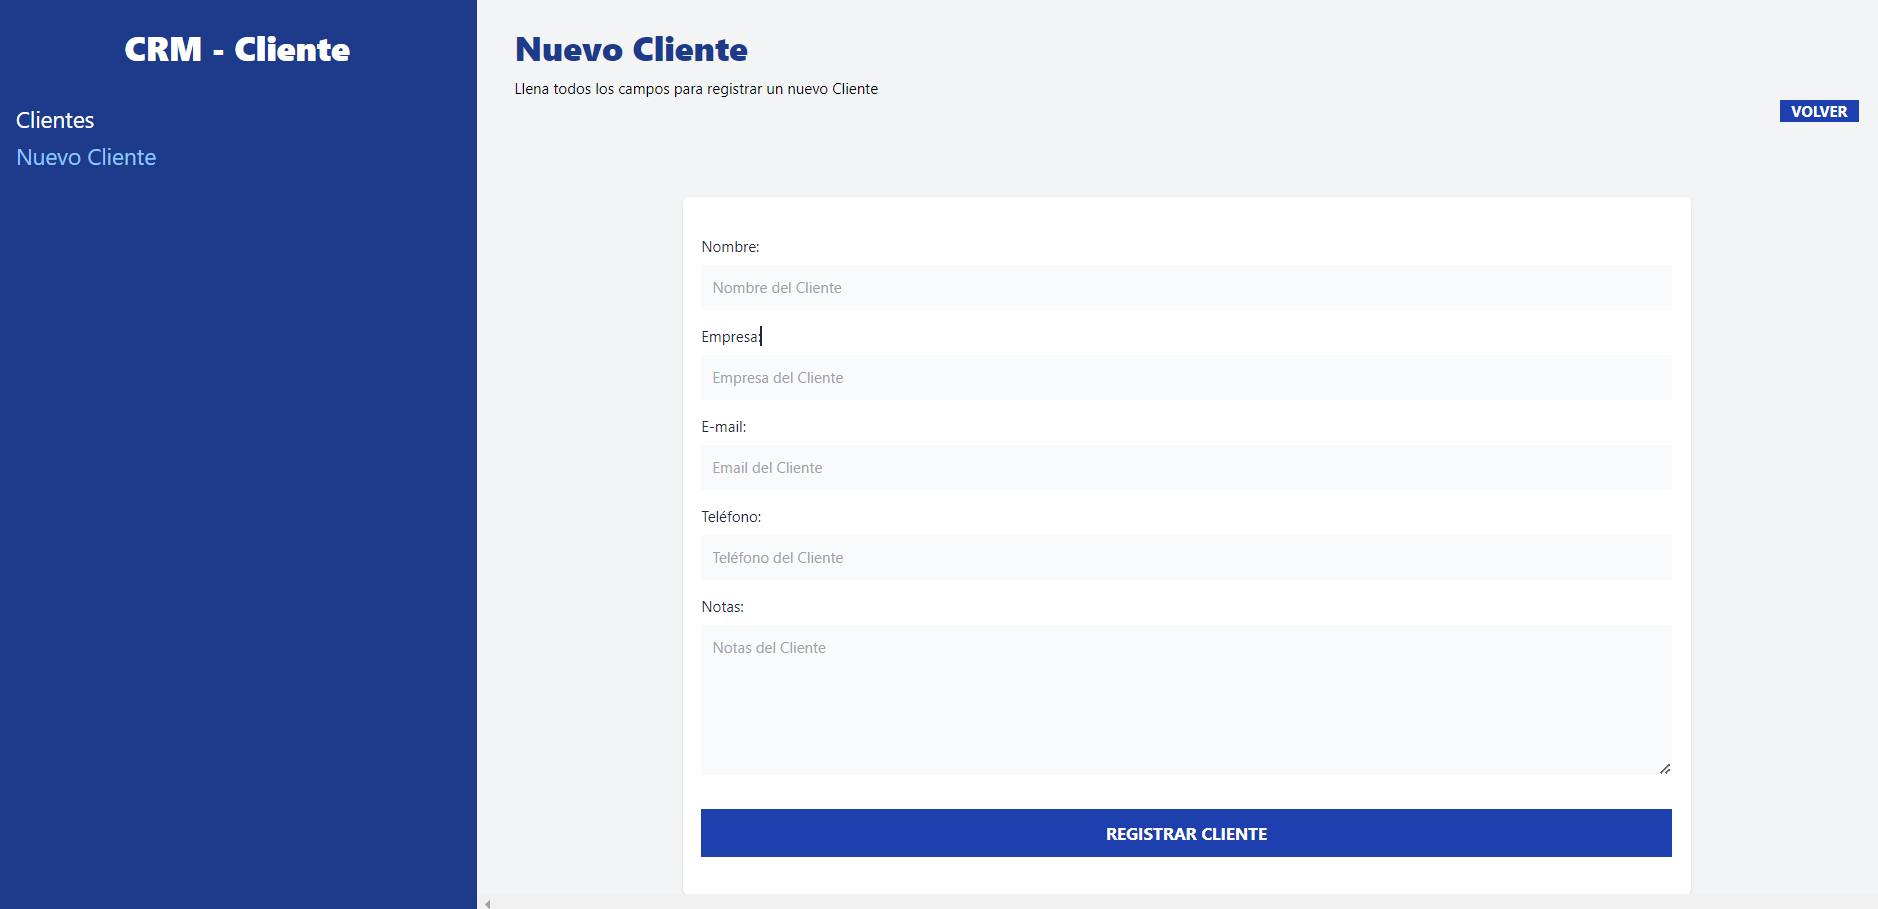 CRM - Cliente
Clientes
Nuevo Cliente
Nuevo Cliente
Llena todos los campos para registrar un nuevo Cliente
VOLVER
Nombre:
Nombre del Cliente
Empresa:
Empresa del Cliente
E-mail:
Email del Cliente
Teléfono:
Teléfono del Cliente
Notas:
Notas del Cliente
REGISTRAR CLIENTE